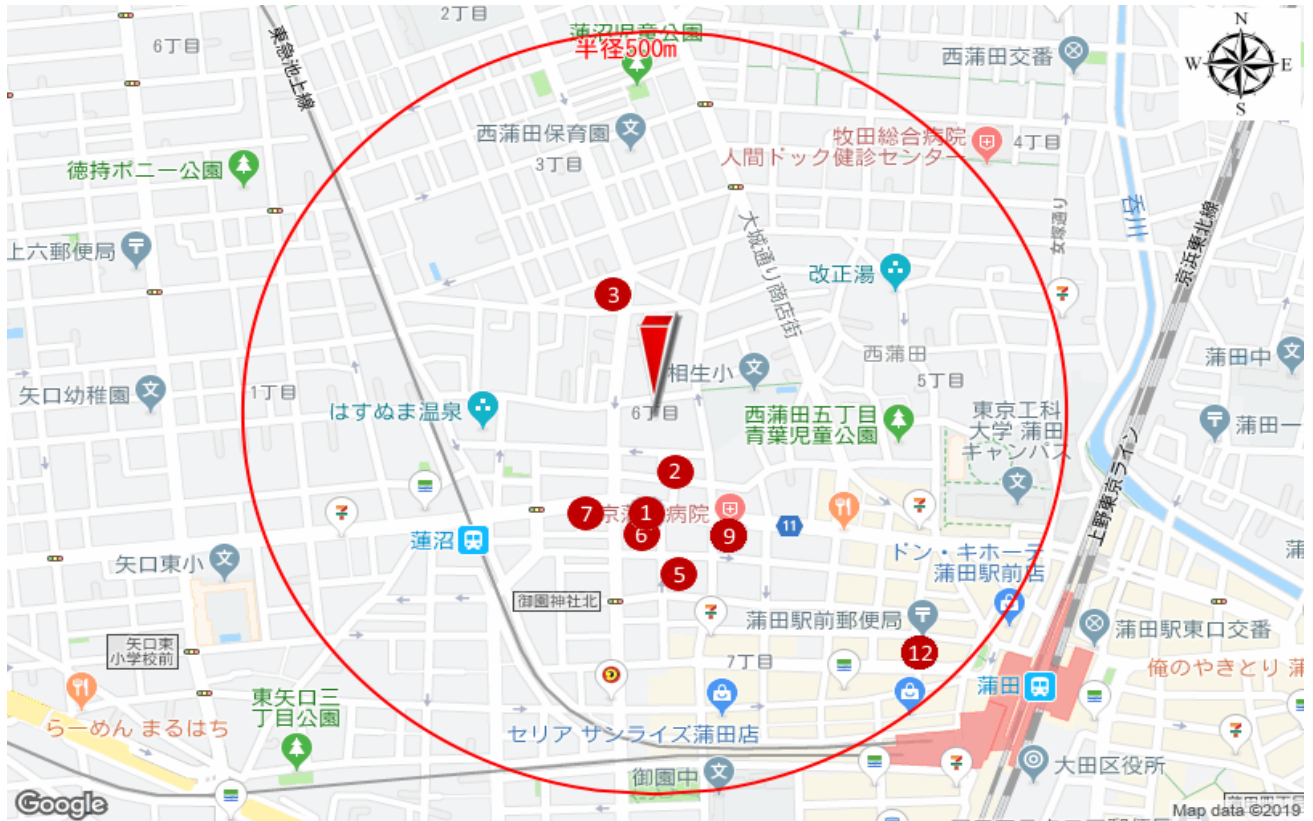 2丁目
6丁目
東急池上線
蓮沼児童公園
半径500m
西蒲田交番
N
W
E
S
西蒲田保育園
3丁目
牧田総合病院
人間ドック健診センター
4丁目
徳持ポニー公園
呑川
女塚通り
京浜東北線
大城通り商店街
上六郵便局
改正湯
3
西蒲田
蒲田中
相生小
5丁目
矢口幼稚園
1丁目
はすぬま温泉
6丁目
西蒲田五丁目
青葉児童公園
東京工科
大学 蒲田
キャンパス
蒲田一
上野東京ライン
2
7
1
病院
6
9
11
蓮沼
ドン・キホーテ
蒲田駅前店
矢口東小
5
御園神社北
蒲田駅前郵便局
蒲田駅東口交番
矢口東
小学校前
7丁目
12
俺のやきとり 蒲
蒲田
東矢口三
丁目公園
らーめん まるはち
セリア サンライズ蒲田店
御園中
大田区役所
Google
Map data ©2019